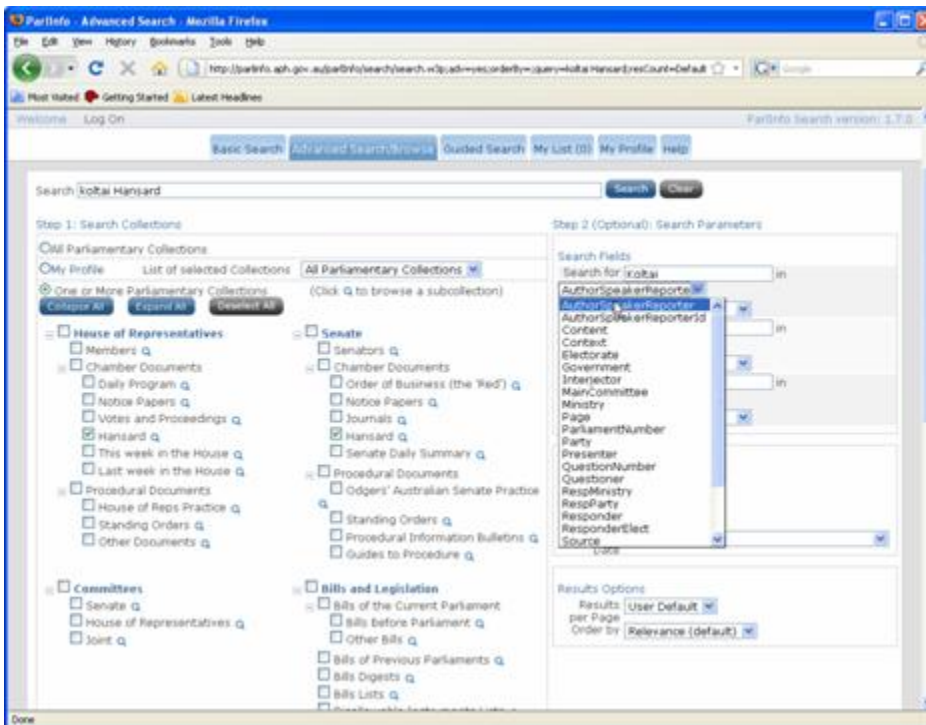 ParlInfo - Advanced Search - Mozilla Firefox
File Edit View History Bookmarks Tools Help
Most Visited Getting Started Latest Headlines
Welcome Log On ParlInfo Search version: 1.7.0
Basic Search Advanced Search/Browse Guided Search My List (0) My Profile Help
Search koltai Hansard Search Clear
Step 1: Search Collections
All Parliamentary Collections
My Profile List of selected Collections All Parliamentary Collections
One or More Parliamentary Collections (Click to browse a subcollection)
Collapse All Expand All Deselect All
House of Representatives
Members
Chamber Documents
Daily Program
Notice Papers
Votes and Proceedings
Hansard
This week in the House
Last week in the House
Procedural Documents
House of Reps Practice
Standing Orders
Other Documents
Senate
Senators
Chamber Documents
Order of Business (the 'Red')
Notice Papers
Journals
Hansard
Senate Daily Summary
Procedural Documents
Odgers' Australian Senate Practice
Standing Orders
Procedural Information Bulletins
Guides to Procedure
Committees
Senate
House of Representatives
Joint
Bills and Legislation
Bills of the Current Parliament
Bills before Parliament
Other Bills
Bills of Previous Parliaments
Bills Digests
Bills Lists
Step 2 (Optional): Search Parameters
Search Fields
Search for koltai in
AuthorSpeakerReporte
AuthorSpeakerReporter
AuthorSpeakerReporterId
Content
Context
Electorate
Government
Interjector
MainCommittee
Ministry
Page
ParliamentNumber
Party
Presenter
QuestionNumber
Questioner
RespMinistry
RespParty
Responder
ResponderElect
Source
in
in
Date
Results Options
Results per Page User Default
Order by Relevance (default)
Done